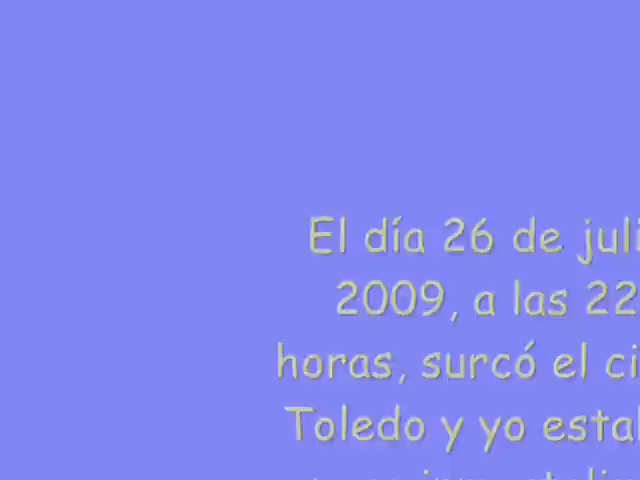 El día 26 de juli
2009, a las 22
horas, surcó el ci
Toledo y yo estab